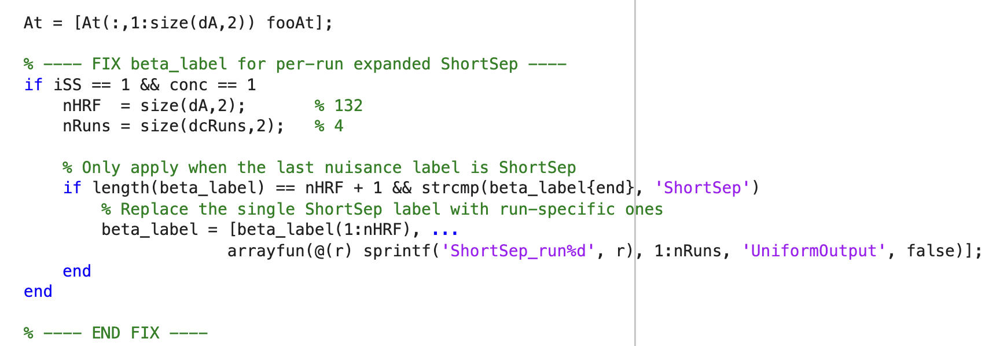 At = [At(:,1:size(dA,2)) fooAt];
% ---- FIX beta_label for per-run expanded ShortSep ----
if iSS == 1 && conc == 1
    nHRF  = size(dA,2);       % 132
    nRuns = size(dcRuns,2);   % 4
    % Only apply when the last nuisance label is ShortSep
    if length(beta_label) == nHRF + 1 && strcmp(beta_label{end}, 'ShortSep')
        % Replace the single ShortSep label with run-specific ones
        beta_label = [beta_label(1:nHRF), ...
                     arrayfun(@(r) sprintf('ShortSep_run%d', r), 1:nRuns, 'UniformOutput', false)];
    end
end
% ---- END FIX ----